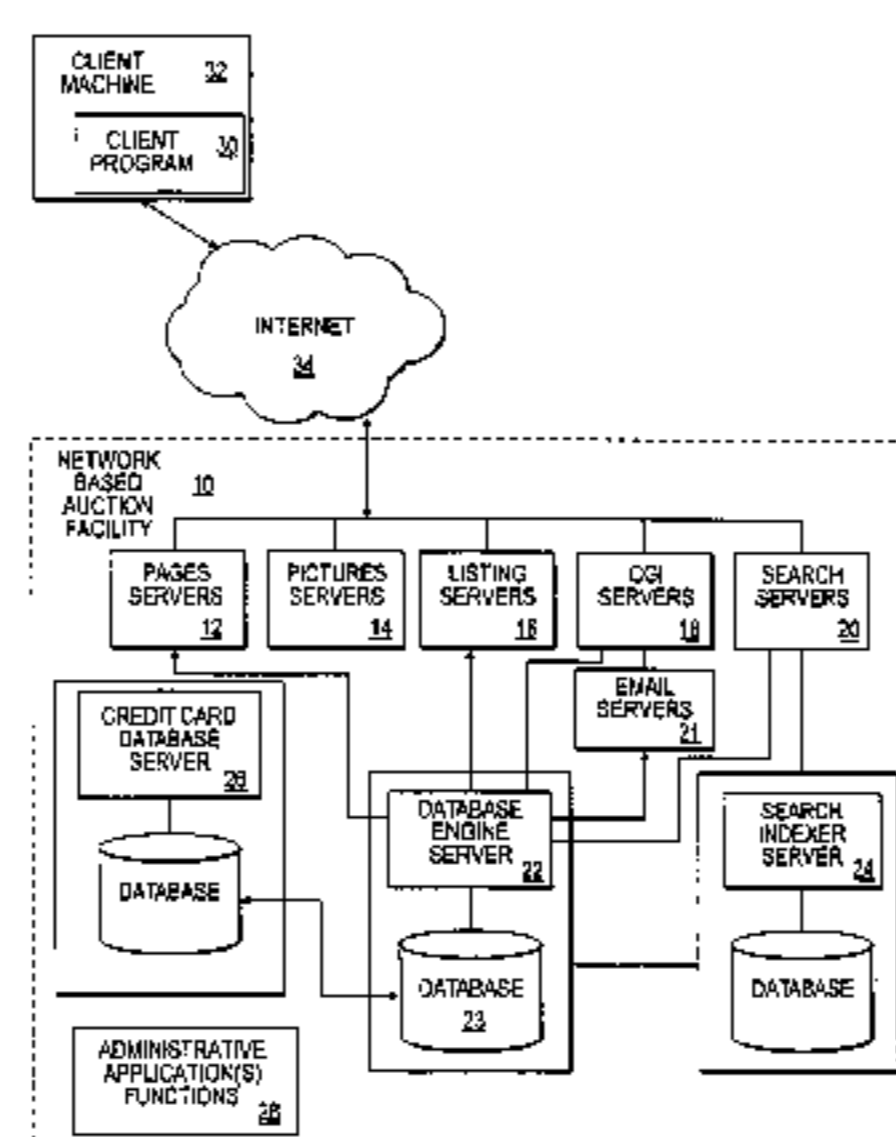 CLIENT
MACHINE
32
CLIENT
PROGRAM
30
INTERNET
34
NETWORK
BASED
AUCTION
FACILITY
10
PAGES
SERVERS
12
PICTURES
SERVERS
14
LISTING
SERVERS
16
CGI
SERVERS
18
SEARCH
SERVERS
20
EMAIL
SERVERS
21
CREDIT CARD
DATABASE
SERVER
26
DATABASE
DATABASE
ENGINE
SERVER
22
DATABASE
23
SEARCH
INDEXER
SERVER
24
DATABASE
ADMINISTRATIVE
APPLICATION(S)
FUNCTIONS